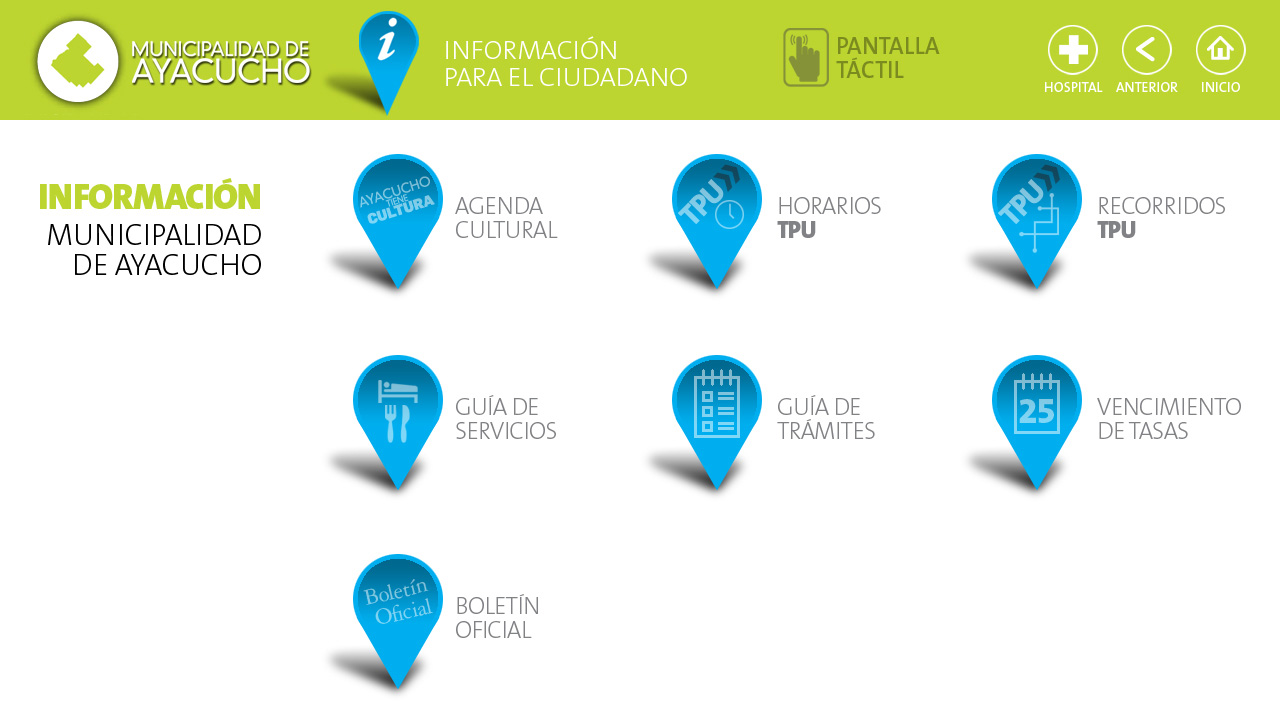 MUNICIPALIDAD DE
AYACUCHO
i
INFORMACIÓN
PARA EL CIUDADANO
PANTALLA
TÁCTIL
HOSPITAL
ANTERIOR
INICIO
INFORMACIÓN
MUNICIPALIDAD
DE AYACUCHO
AYACUCHO
TIENE
CULTURA
AGENDA
CULTURAL
TPU
HORARIOS
TPU
TPU
RECORRIDOS
TPU
GUÍA DE
SERVICIOS
GUÍA DE
TRÁMITES
25
VENCIMIENTO
DE TASAS
Boletín
Oficial
BOLETÍN
OFICIAL